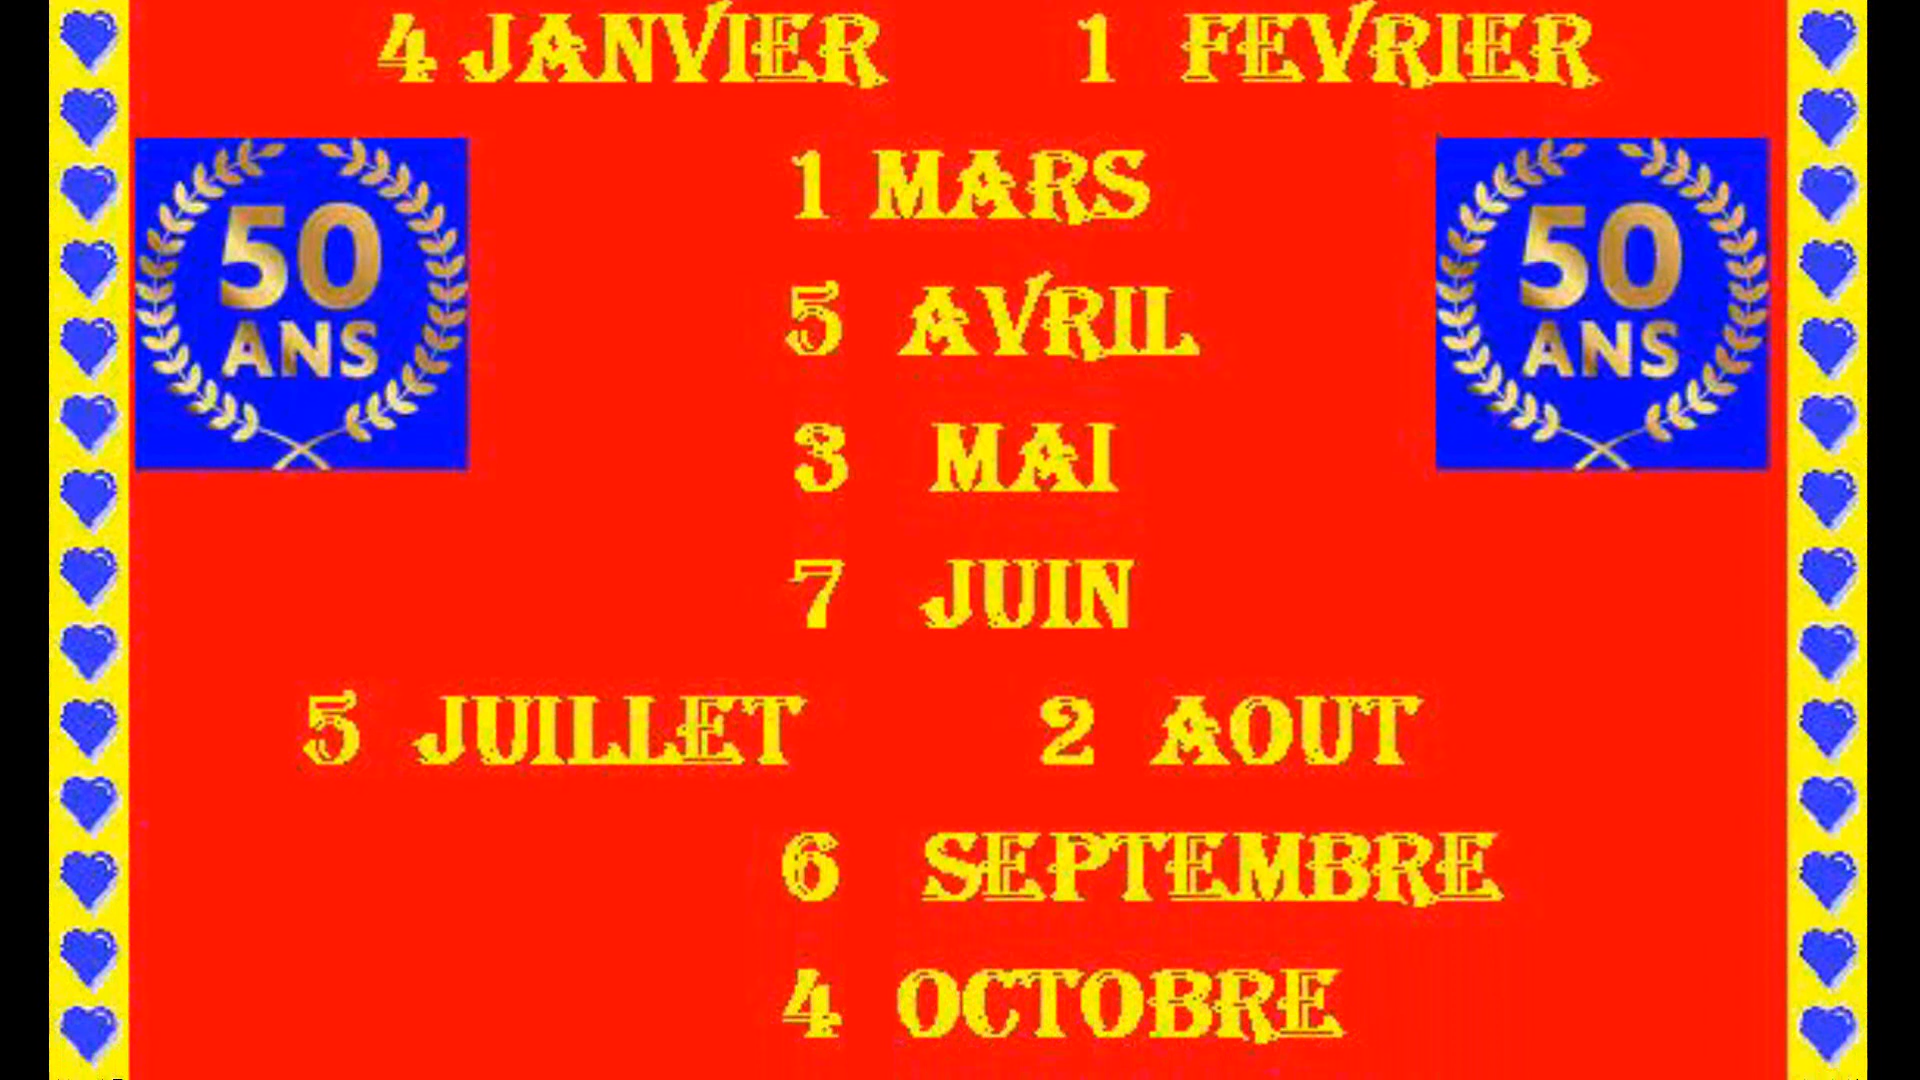 4 JANVIER 1 FEVRIER
1 MARS
50
ANS
50
ANS
5 AVRIL
3 MAI
7 JUIN
5 JUILLET 2 AOUT
6 SEPTEMBRE
4 OCTOBRE